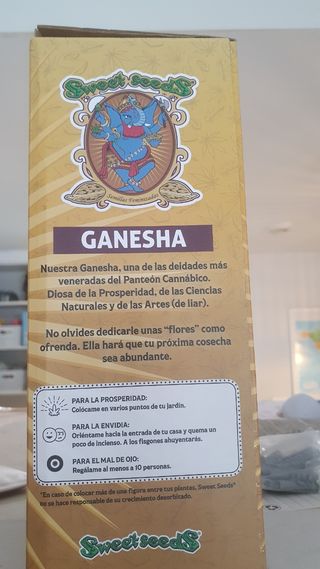 Sweet seedS
Semillas Feminizadas
GANESHA
Nuestra Ganesha, una de las deidades más
veneradas del Panteón Cannábico.
Diosa de la Prosperidad, de las Ciencias
Naturales y de las Artes (de liar).
No olvides dedicarle unas "flores" como
ofrenda. Ella hará que tu próxima cosecha
sea abundante.
PARA LA PROSPERIDAD:
Colócame en varios puntos de tu jardín.
PARA LA ENVIDIA:
Oriéntame hacia la entrada de tu casa y quema un
poco de incienso. A los fisgones ahuyentarás.
PARA EL MAL DE OJO:
Regálame al menos a 10 personas.
*En caso de colocar más de una figura entre tus plantas, Sweet Seeds®
no se hace responsable de su crecimiento desorbitado.
Sweet seedS